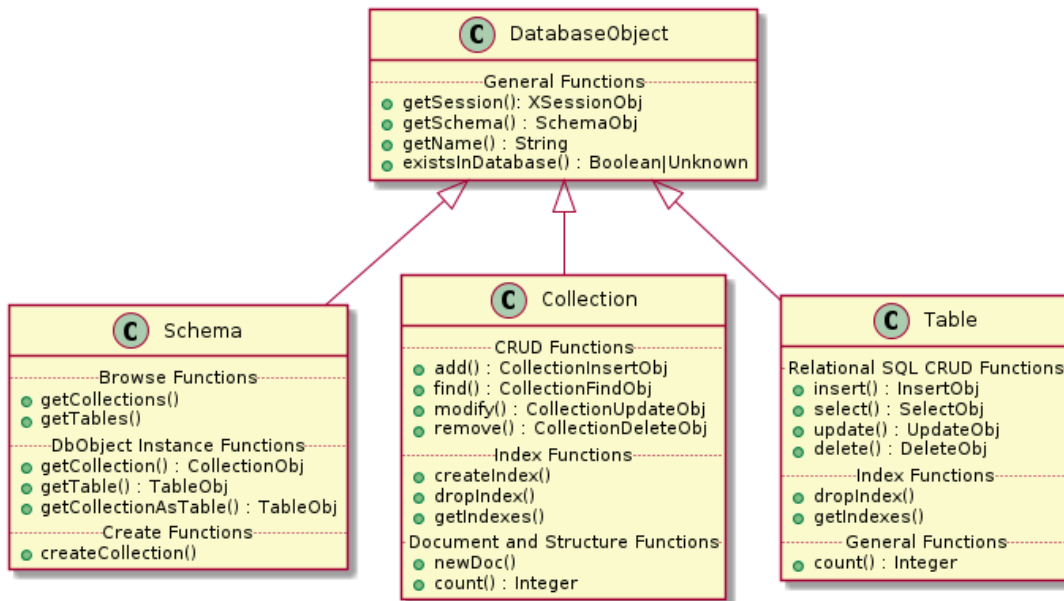 C DatabaseObject
General Functions
getSession(): XSessionObj
getSchema() : SchemaObj
getName() : String
existsInDatabase() : Boolean|Unknown
C Schema
Browse Functions
getCollections()
getTables()
DbObject Instance Functions
getCollection() : CollectionObj
getTable() : TableObj
getCollectionAsTable() : TableObj
Create Functions
createCollection()
C Collection
CRUD Functions
add() : CollectionInsertObj
find() : CollectionFindObj
modify() : CollectionUpdateObj
remove() : CollectionDeleteObj
Index Functions
createIndex()
dropIndex()
getIndexes()
Document and Structure Functions
newDoc()
count() : Integer
C Table
Relational SQL CRUD Functions
insert() : InsertObj
select() : SelectObj
update() : UpdateObj
delete() : DeleteObj
Index Functions
dropIndex()
getIndexes()
General Functions
count() : Integer